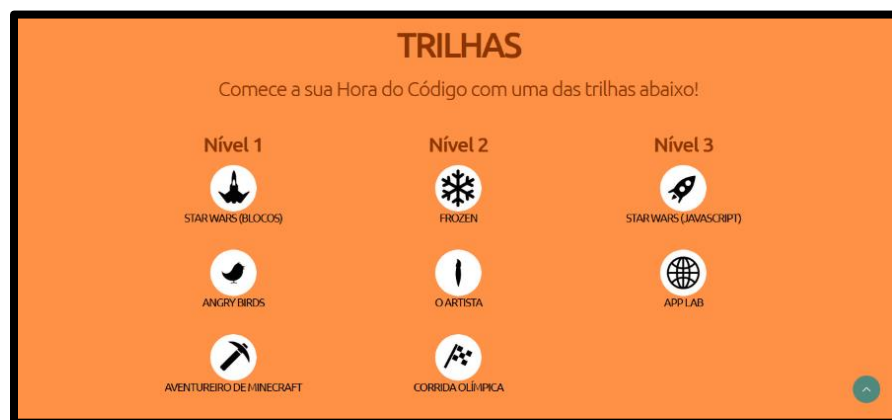 TRILHAS
Comece a sua Hora do Código com uma das trilhas abaixo!
Nível 1
Nível 2
Nível 3
STAR WARS (BLOCOS)
FROZEN
STAR WARS (JAVASCRIPT)
ANGRY BIRDS
O ARTISTA
APP LAB
AVENTUREIRO DE MINECRAFT
CORRIDA OLÍMPICA